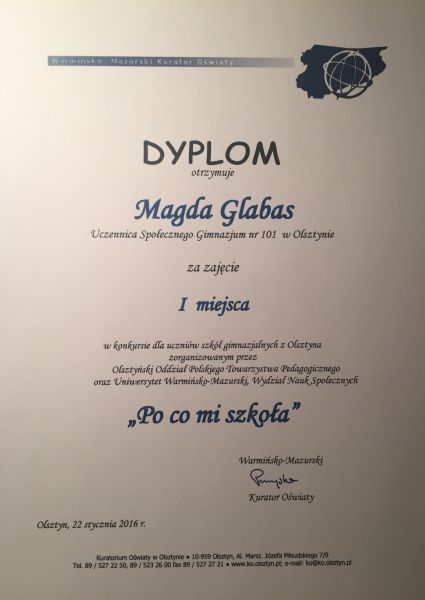 Warmińsko - Mazurski Kurator Oświaty
DYPLOM
otrzymuje
Magda Glabas
Uczennica Społecznego Gimnazjum nr 101 w Olsztynie
za zajęcie
I miejsca
w konkursie dla uczniów szkół gimnazjalnych z Olsztyna
zorganizowanym przez
Olsztyński Oddział Polskiego Towarzystwa Pedagogicznego
oraz Uniwersytet Warmińsko-Mazurski, Wydział Nauk Społecznych
„Po co mi szkoła”
Warmińsko-Mazurski
Kurator Oświaty
Olsztyn, 22 stycznia 2016 r.
Kuratorium Oświaty w Olsztynie • 10-959 Olsztyn, Al. Marsz. Józefa Piłsudskiego 7/9
Tel. 89 / 527 22 50, 89 / 523 26 00 fax 89 / 527 27 21 • www.ko.olsztyn.pl; e-mail: ko@ko.olsztyn.pl